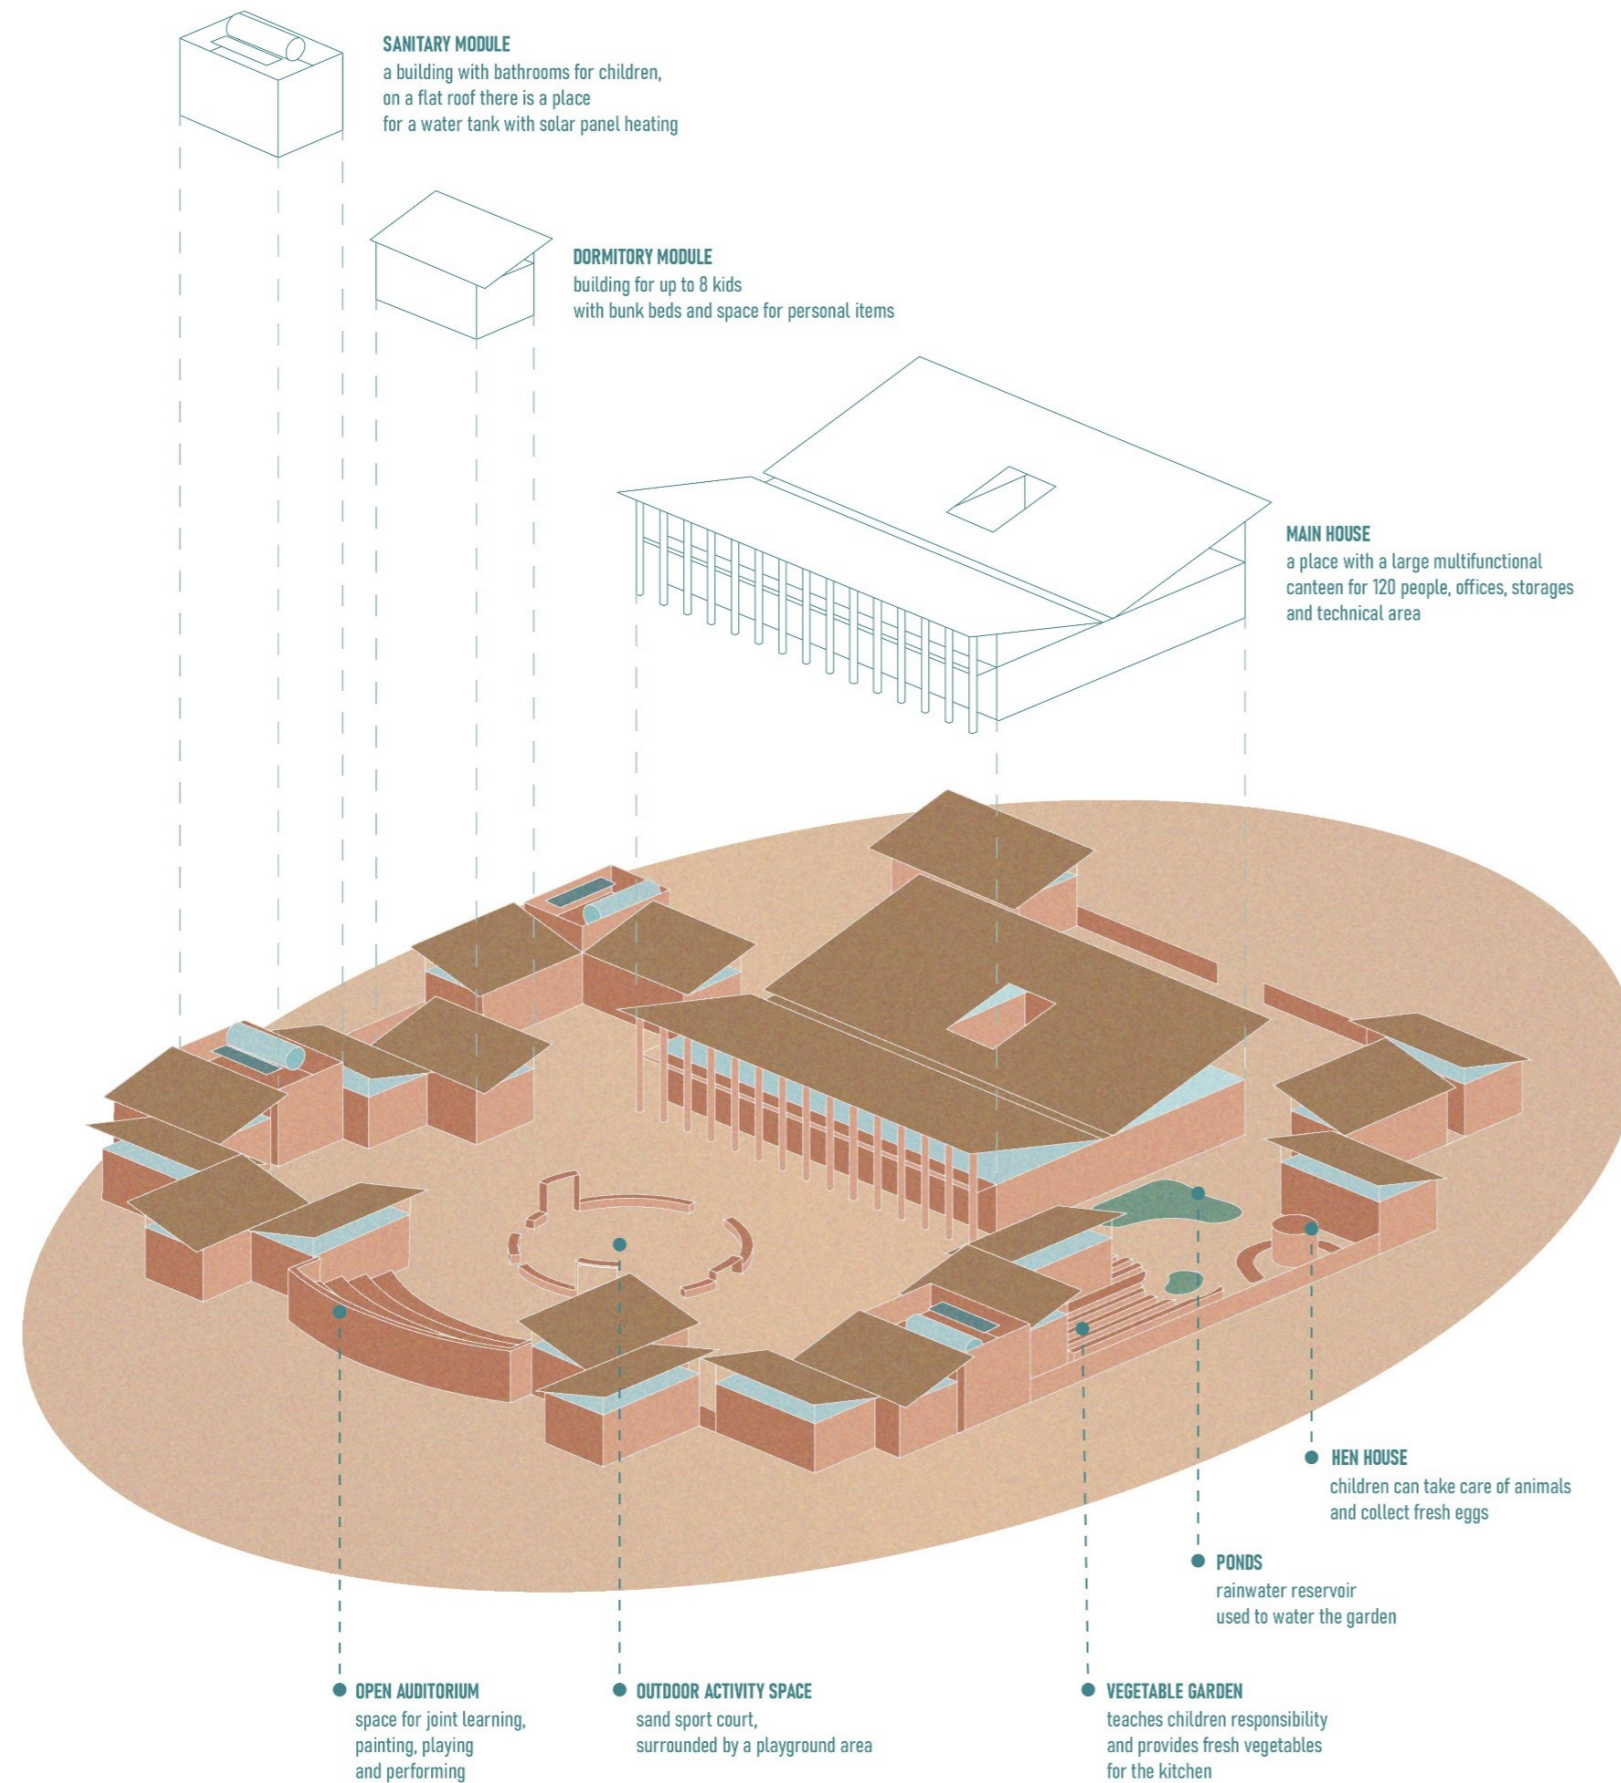 SANITARY MODULE
a building with bathrooms for children,
on a flat roof there is a place
for a water tank with solar panel heating
DORMITORY MODULE
building for up to 8 kids
with bunk beds and space for personal items
MAIN HOUSE
a place with a large multifunctional
canteen for 120 people, offices, storages
and technical area
HEN HOUSE
children can take care of animals
and collect fresh eggs
PONDS
rainwater reservoir
used to water the garden
OPEN AUDITORIUM
space for joint learning,
painting, playing
and performing
OUTDOOR ACTIVITY SPACE
sand sport court,
surrounded by a playground area
VEGETABLE GARDEN
teaches children responsibility
and provides fresh vegetables
for the kitchen